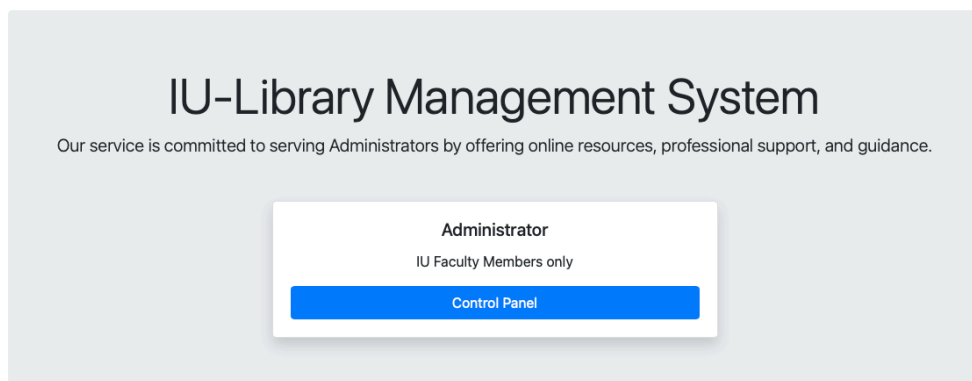 IU-Library Management System
Our service is committed to serving Administrators by offering online resources, professional support, and guidance.
Administrator
IU Faculty Members only
Control Panel